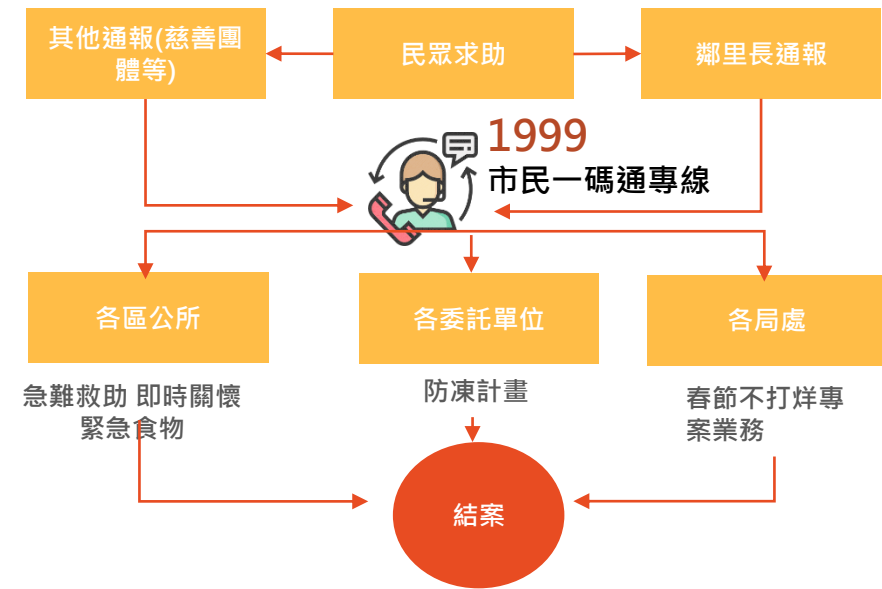 其他通報(慈善團
體等)
民眾求助
鄰里長通報
1999
市民一碼通專線
各區公所
各委託單位
各局處
急難救助 即時關懷
緊急食物
防凍計畫
春節不打烊專
案業務
結案